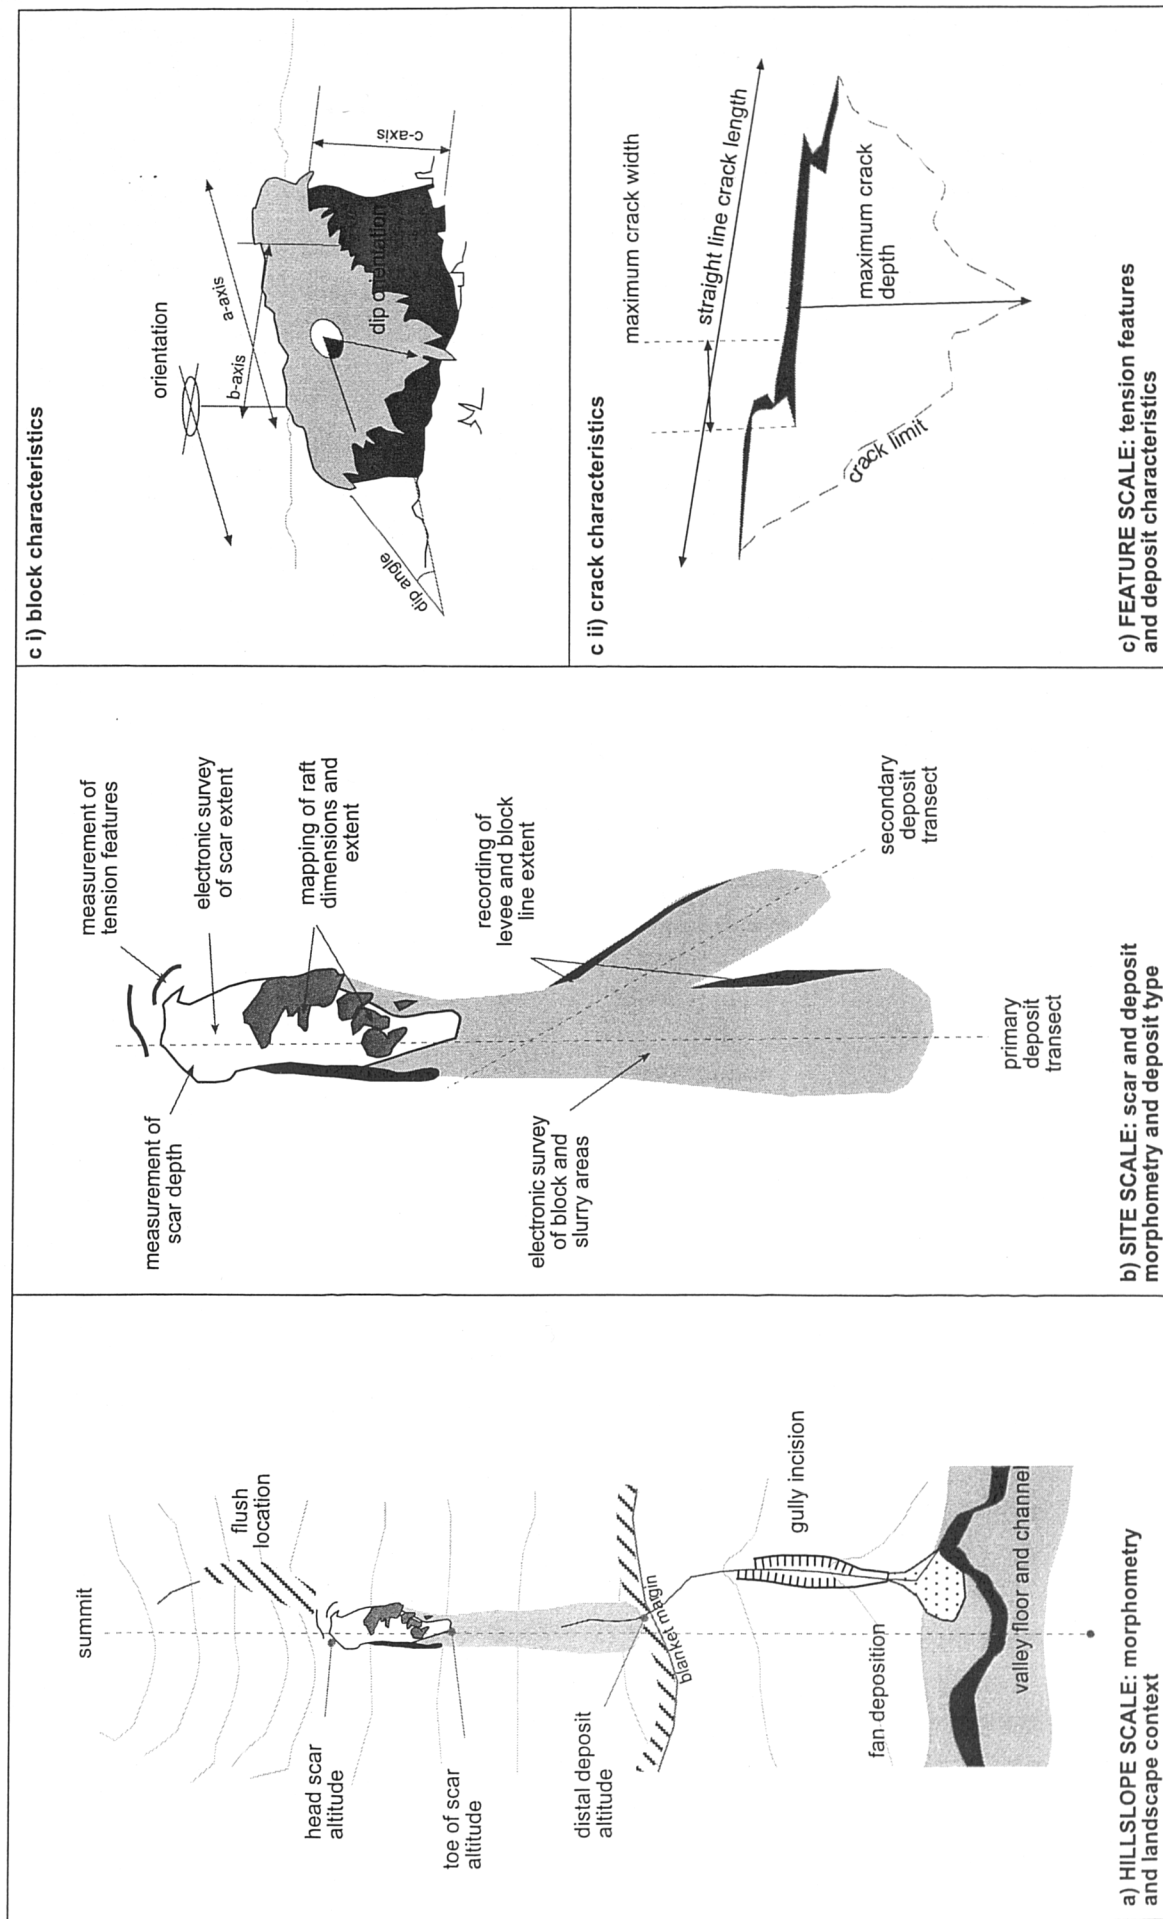 summit
flush
location
head scar
altitude
toe of scar
altitude
distal deposit
altitude
blanket margin
gully incision
fan deposition
valley floor and channel
a) HILLSLOPE SCALE: morphometry
and landscape context
measurement of
tension features
electronic survey
of scar extent
mapping of raft
dimensions and
extent
measurement of
scar depth
recording of
levee and block
line extent
electronic survey
of block and
slurry areas
secondary
deposit
transect
primary
deposit
transect
b) SITE SCALE: scar and deposit
morphometry and deposit type
c i) block characteristics
orientation
a-axis
b-axis
c-axis
dip orientation
dip angle
c ii) crack characteristics
maximum crack width
straight line crack length
maximum crack
depth
crack limit
c) FEATURE SCALE: tension features
and deposit characteristics